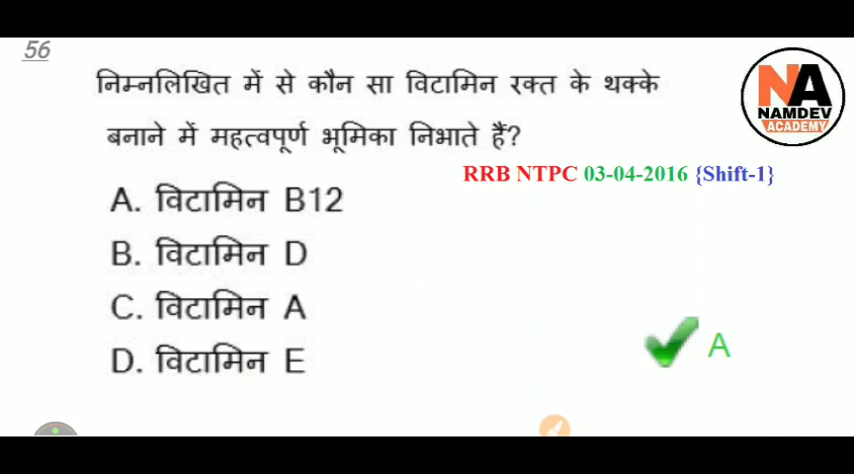 56
निम्नलिखित में से कौन सा विटामिन रक्त के थक्के
बनाने में महत्वपूर्ण भूमिका निभाते हैं?
NA
NAMDEV
ACADEMY
RRB NTPC 03-04-2016 {Shift-1}
A. विटामिन B12
B. विटामिन D
C. विटामिन A
D. विटामिन E
A